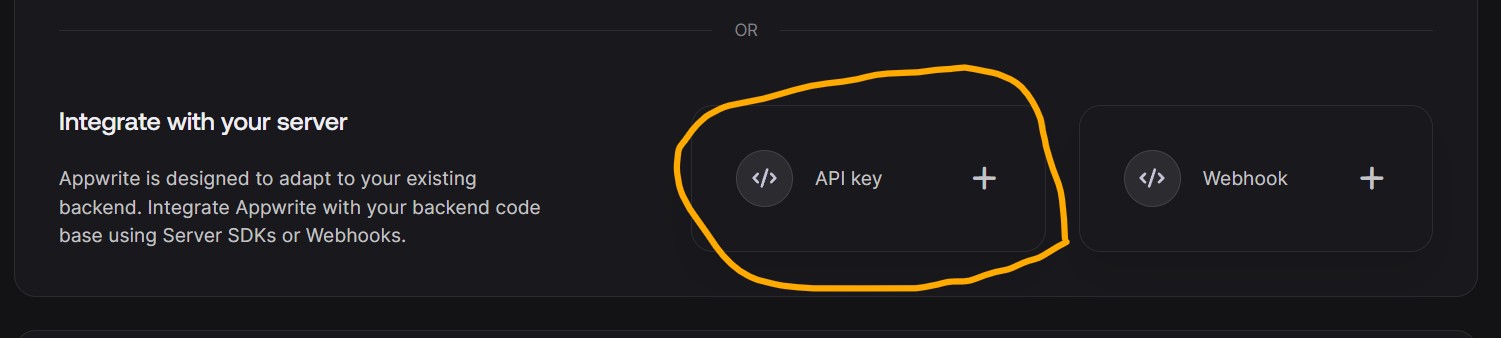 OR
Integrate with your server
Appwrite is designed to adapt to your existing
backend. Integrate Appwrite with your backend code
base using Server SDKs or Webhooks.
</> API key +
</> Webhook +